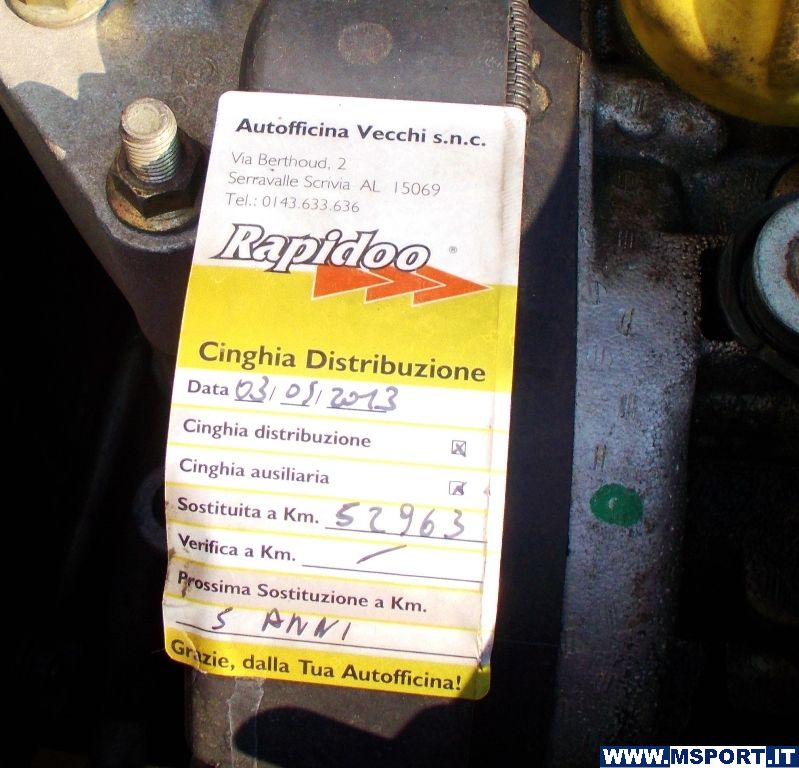 Autofficina Vecchi s.n.c.
Via Berthoud, 2
Serravalle Scrivia AL 15069
Tel.: 0143.633.636
Rapidoo ®
Cinghia Distribuzione
Data 03/09/2013
Cinghia distribuzione ☒
Cinghia ausiliaria ☒
Sostituita a Km. 52963
Verifica a Km. /
Prossima Sostituzione a Km.
5 ANNI
Grazie, dalla Tua Autofficina!
WWW.MSPORT.IT